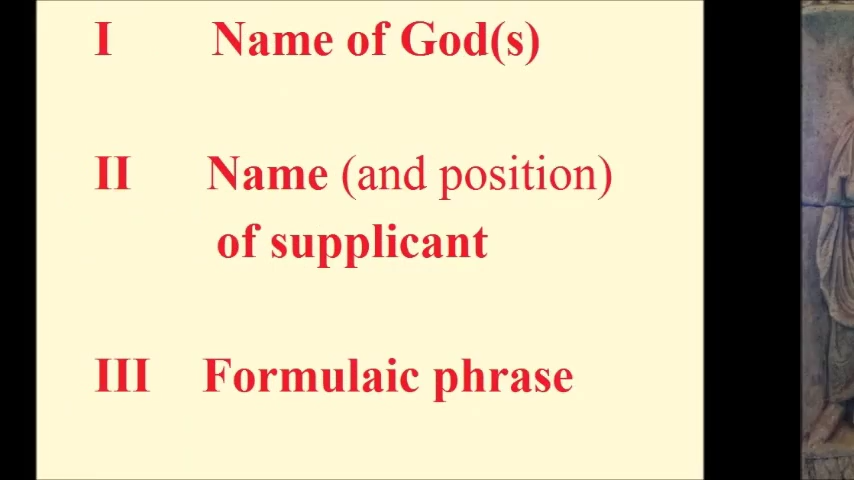 I Name of God(s)
II Name (and position)
of supplicant
III Formulaic phrase